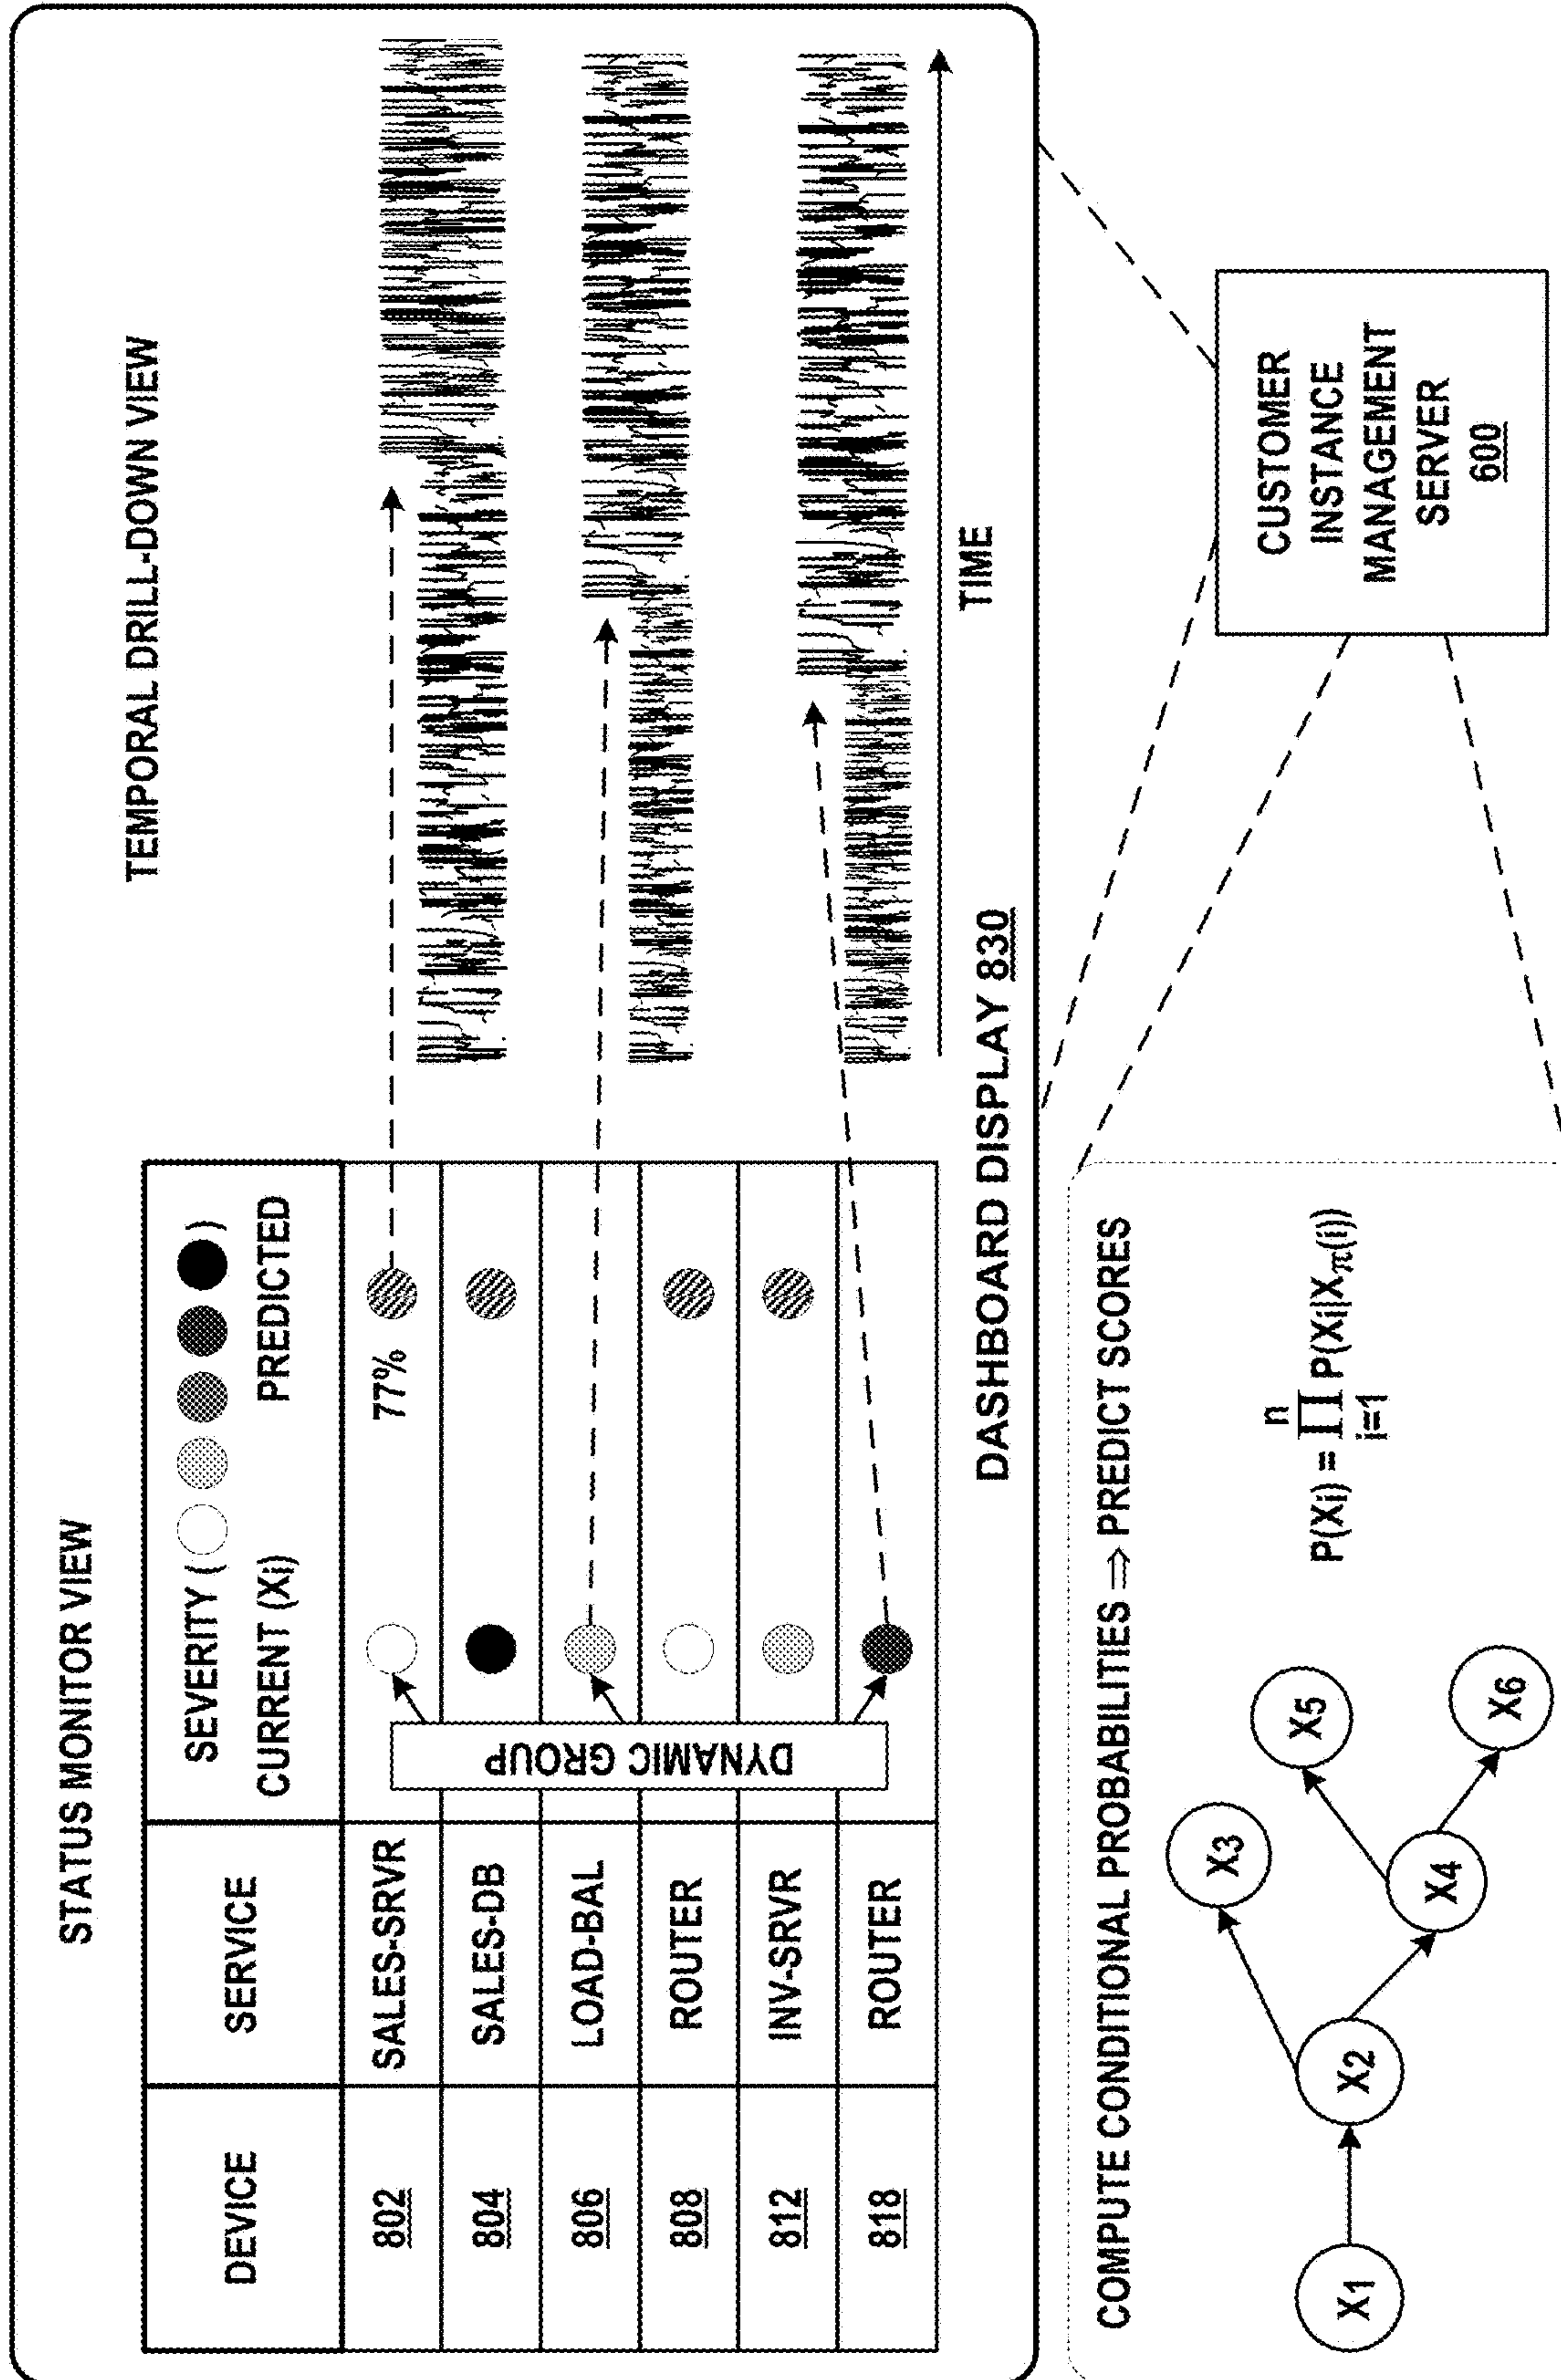 STATUS MONITOR VIEW
TEMPORAL DRILL-DOWN VIEW
DEVICE
SERVICE
SEVERITY ( )
CURRENT (Xi)
PREDICTED
802
SALES-SRVR
77%
804
SALES-DB
806
LOAD-BAL
808
ROUTER
812
INV-SRVR
818
ROUTER
DYNAMIC GROUP
TIME
DASHBOARD DISPLAY 830
COMPUTE CONDITIONAL PROBABILITIES ⇒ PREDICT SCORES
X1
X2
X3
X4
X5
X6
n
P(Xi) = ∏ P(Xi|Xπ(i))
i=1
CUSTOMER
INSTANCE
MANAGEMENT
SERVER
600